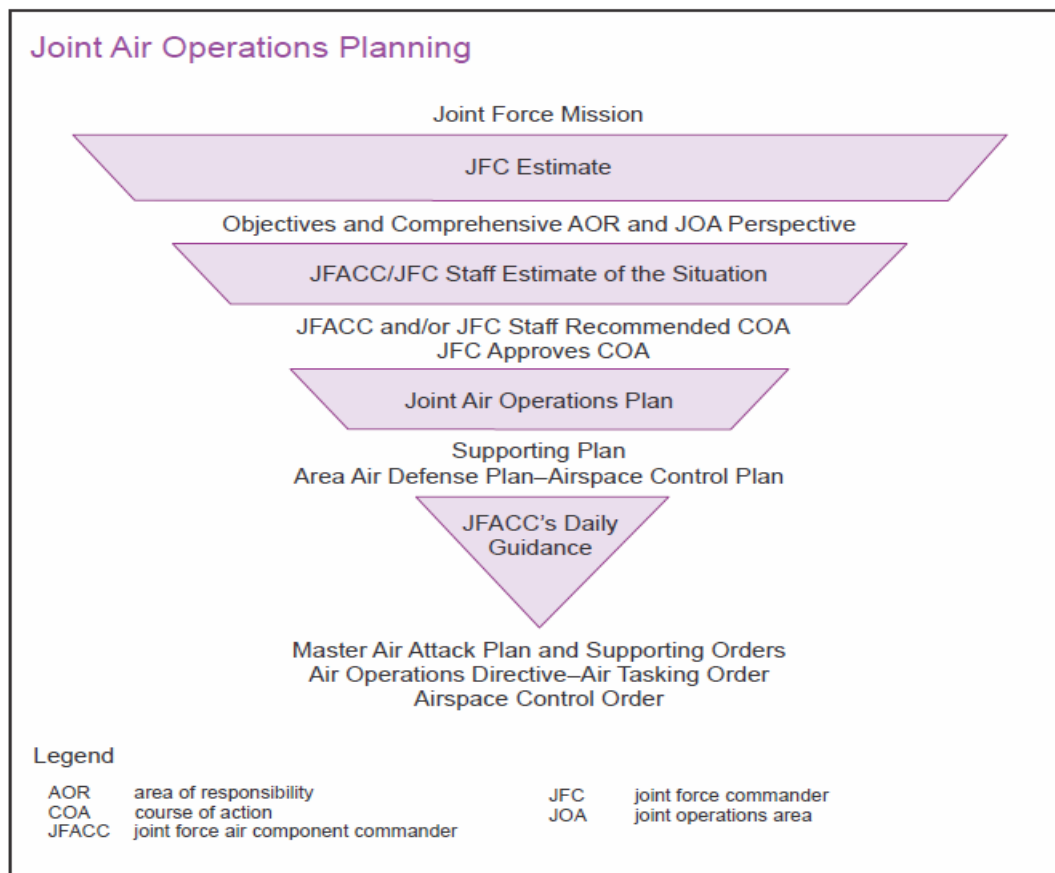 Joint Air Operations Planning
Joint Force Mission
JFC Estimate
Objectives and Comprehensive AOR and JOA Perspective
JFACC/JFC Staff Estimate of the Situation
JFACC and/or JFC Staff Recommended COA
JFC Approves COA
Joint Air Operations Plan
Supporting Plan
Area Air Defense Plan–Airspace Control Plan
JFACC’s Daily
Guidance
Master Air Attack Plan and Supporting Orders
Air Operations Directive–Air Tasking Order
Airspace Control Order
Legend
AOR area of responsibility
COA course of action
JFACC joint force air component commander
JFC joint force commander
JOA joint operations area